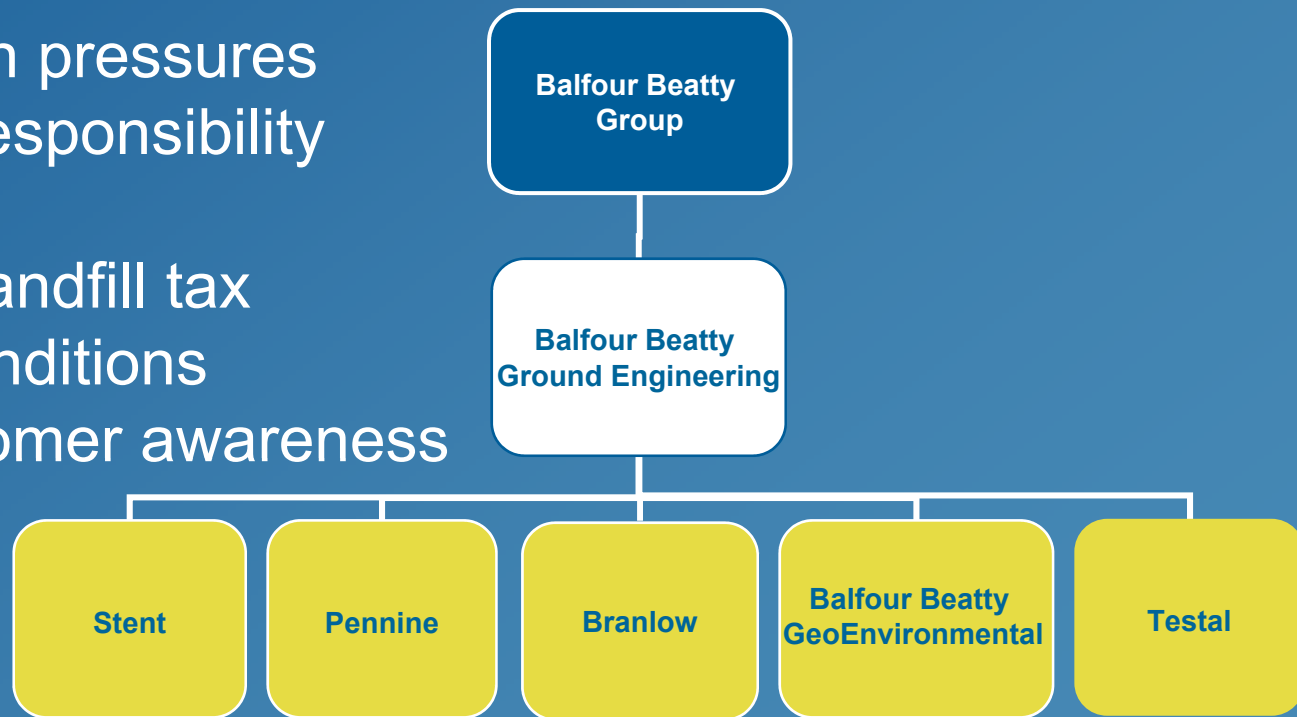 n pressures
esponsibility
andfill tax
nditions
omer awareness
Balfour Beatty
Group
Balfour Beatty
Ground Engineering
Stent
Pennine
Branlow
Balfour Beatty
GeoEnvironmental
Testal